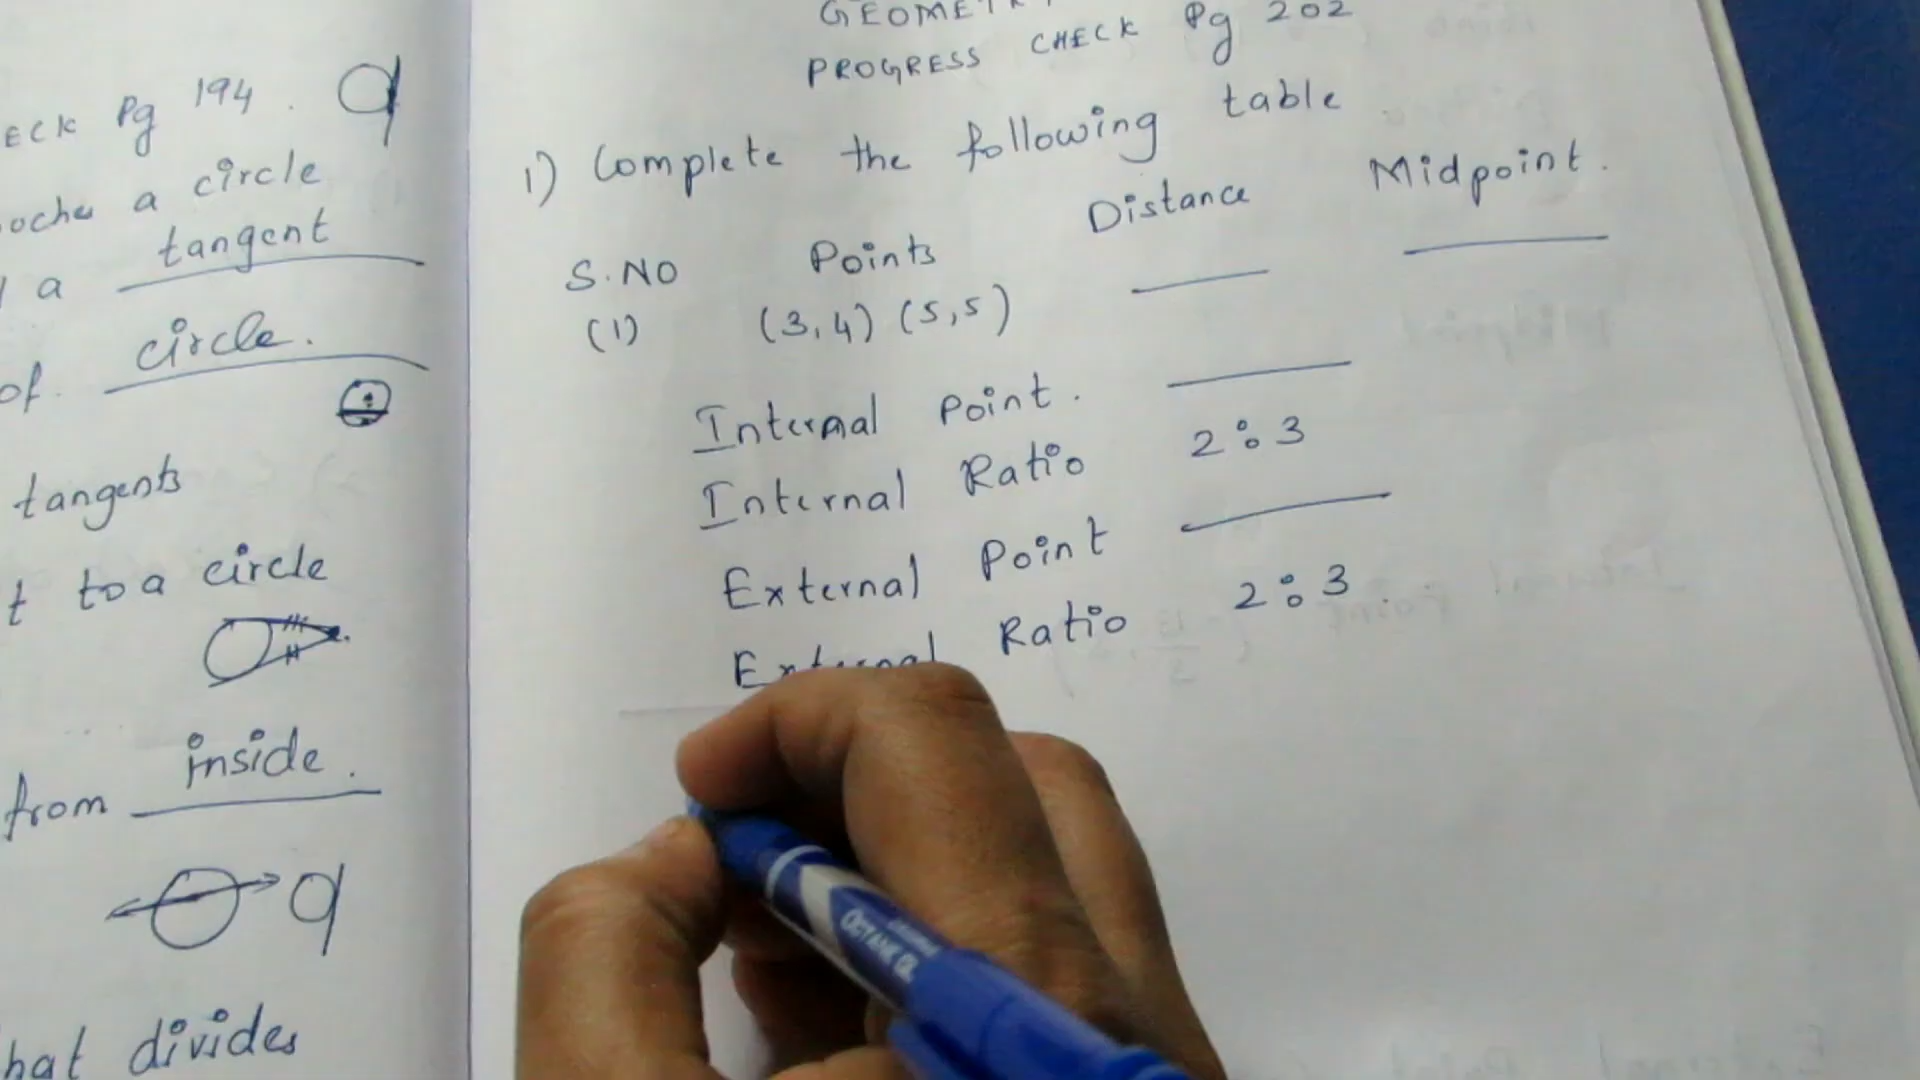 ECK Pg 194.
a circle
a tangent
of. circle.
tangents
t to a circle
from inside.
hat divides
PROGRESS CHECK Pg 202
1) Complete the following table
S.NO Points Distance Midpoint.
(1) (3,4) (5,5)
Internal Point.
Internal Ratio 2:3
External Point
External Ratio 2:3
OCTANE GEL